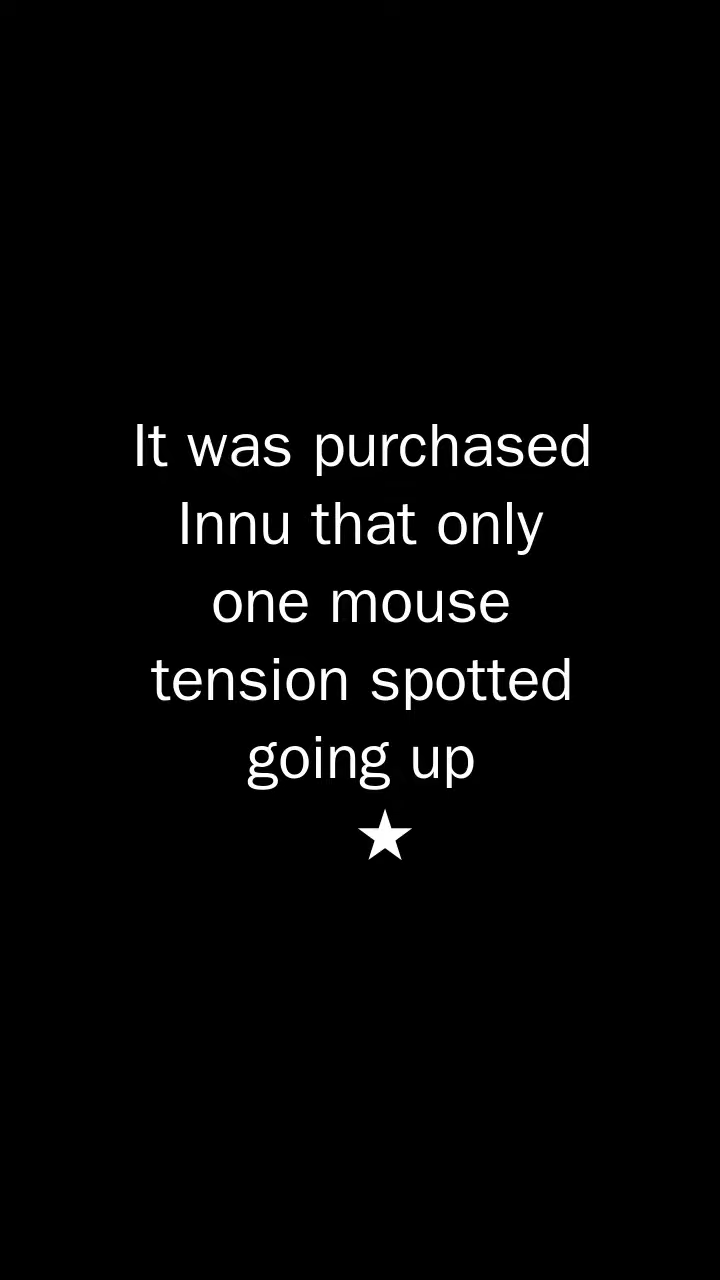 It was purchased
Innu that only
one mouse
tension spotted
going up
★